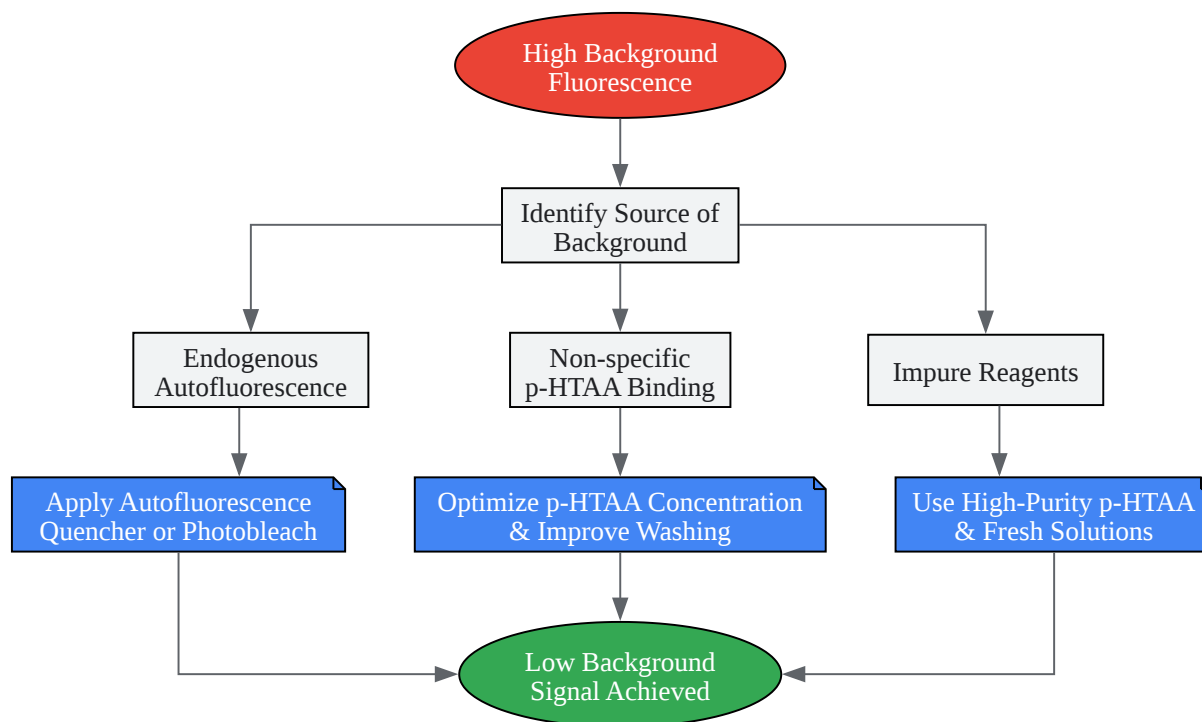 High Background
Fluorescence
Identify Source of
Background
Endogenous
Autofluorescence
Non-specific
p-HTAA Binding
Impure Reagents
Apply Autofluorescence
Quencher or Photobleach
Optimize p-HTAA Concentration
& Improve Washing
Use High-Purity p-HTAA
& Fresh Solutions
Low Background
Signal Achieved